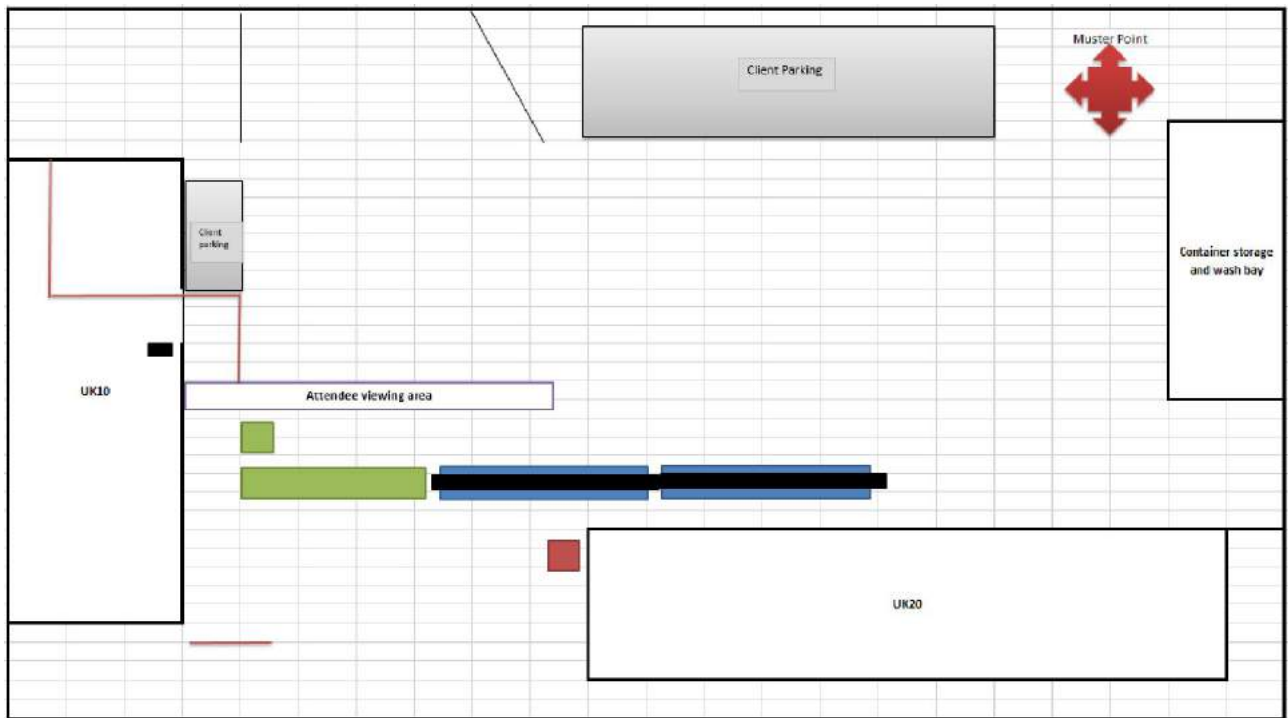 Muster Point
Client Parking
Client
parking
Container storage
and wash bay
UK10
Attendee viewing area
UK20